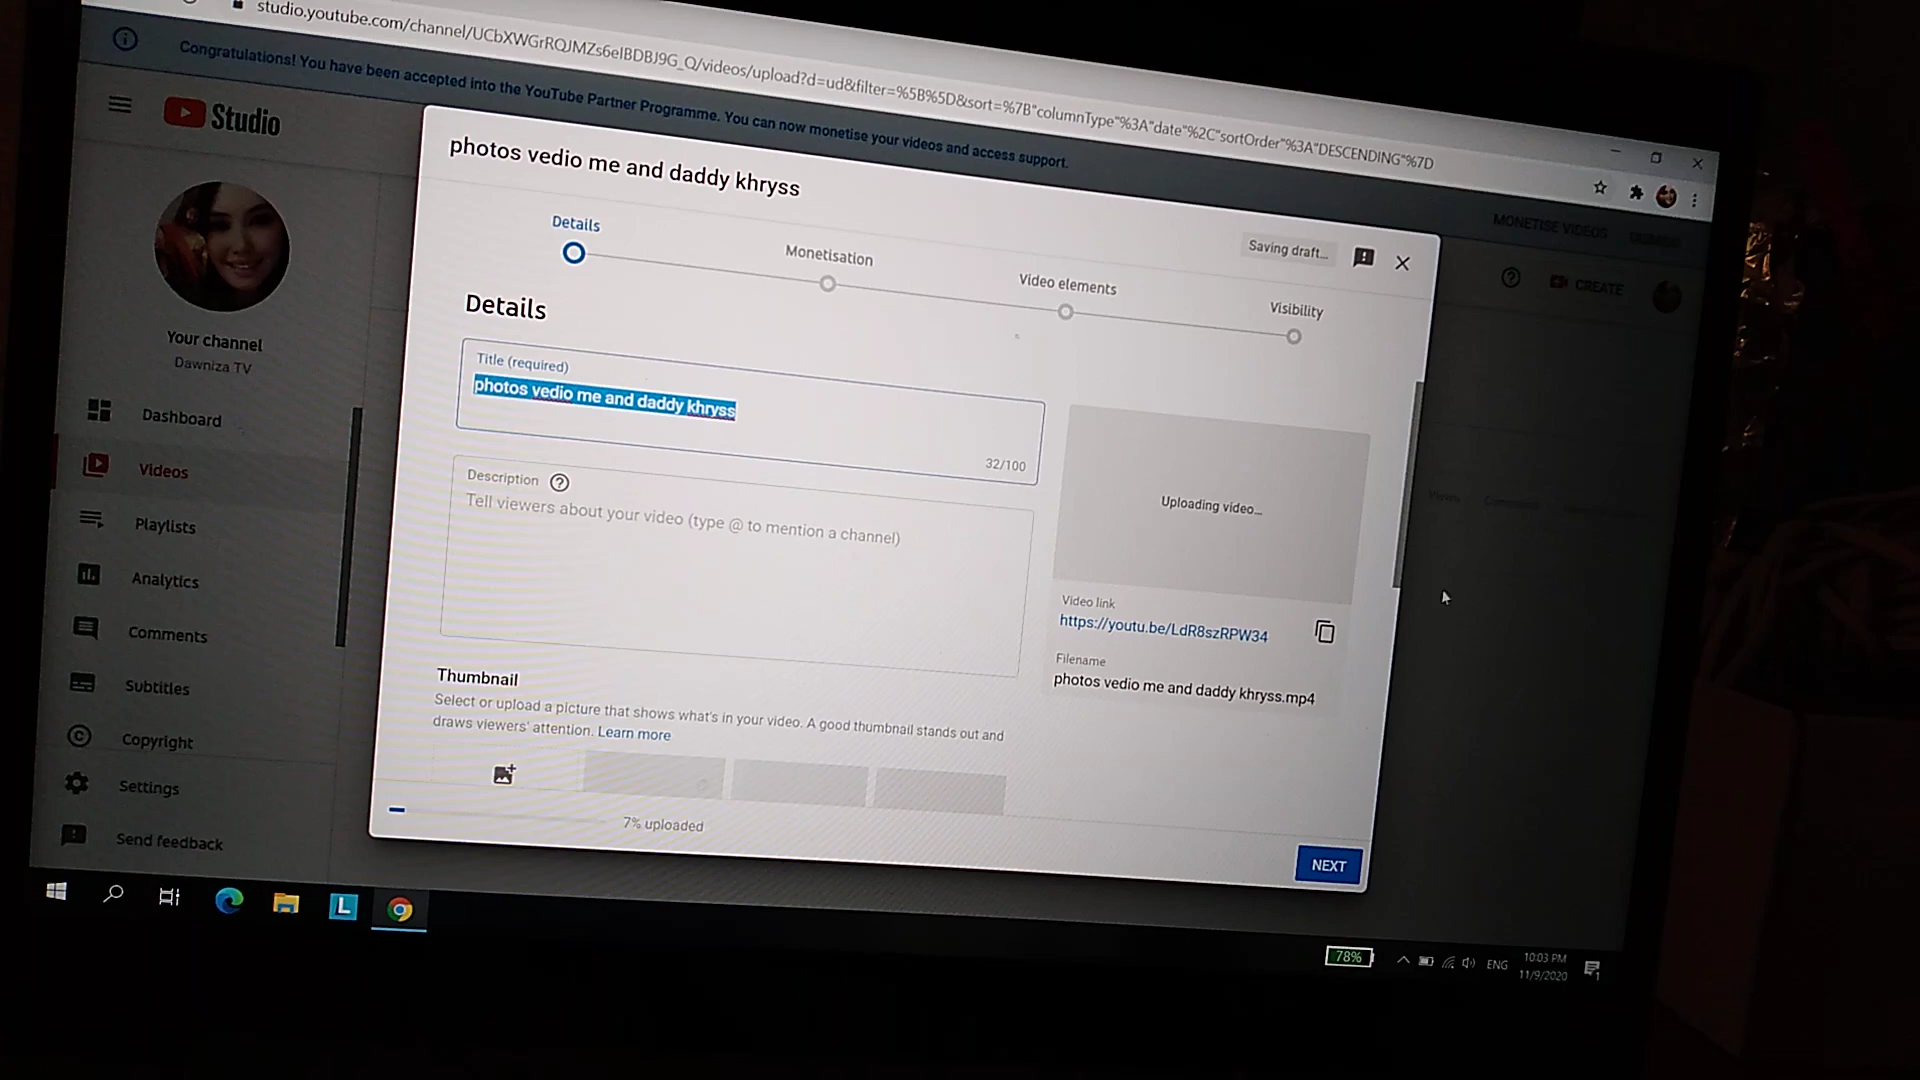 studio.youtube.com/channel/UCbXWGrRQJMZs6elBDBJ9G_Q/videos/upload?d=ud&filter=%5B%5D&sort=%7B"columnType"%3A"date"%2C"sortOrder"%3A"DESCENDING"%7D
Congratulations! You have been accepted into the YouTube Partner Programme. You can now monetise your videos and access support.
MONETISE VIDEOS
Studio
CREATE
photos vedio me and daddy khryss
Saving draft...
Details
Monetisation
Video elements
Visibility
Your channel
Dawniza TV
Dashboard
Videos
Playlists
Analytics
Comments
Subtitles
Copyright
Settings
Send feedback
Details
Title (required)
photos vedio me and daddy khryss
32/100
Description
Tell viewers about your video (type @ to mention a channel)
Uploading video...
Video link
https://youtu.be/LdR8szRPW34
Filename
photos vedio me and daddy khryss.mp4
Thumbnail
Select or upload a picture that shows what's in your video. A good thumbnail stands out and
draws viewers' attention. Learn more
7% uploaded
NEXT
L
78%
ENG
10:03 PM
11/9/2020